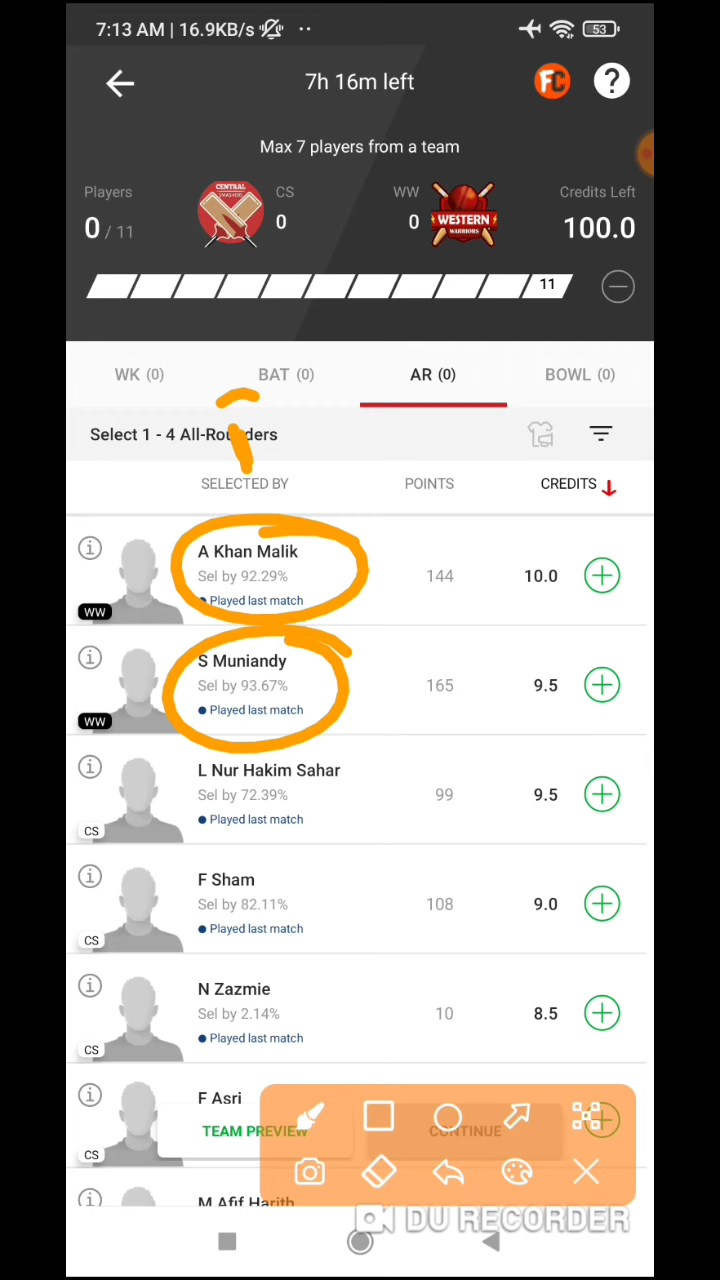 7:13 AM | 16.9KB/s
53
7h 16m left
FC
?
Max 7 players from a team
Players
0 / 11
CENTRAL
SMASHERS
CS
0
WW
0
WESTERN
WARRIORS
Credits Left
100.0
11
WK (0) BAT (0) AR (0) BOWL (0)
Select 1 - 4 All-Rounders
SELECTED BY POINTS CREDITS
A Khan Malik
Sel by 92.29% 144 10.0
Played last match
WW
S Muniandy
Sel by 93.67% 165 9.5
Played last match
WW
L Nur Hakim Sahar
Sel by 72.39% 99 9.5
Played last match
CS
F Sham
Sel by 82.11% 108 9.0
Played last match
CS
N Zazmie
Sel by 2.14% 10 8.5
Played last match
CS
F Asri
TEAM PREVIEW CONTINUE
CS
M Afif Harith
DU RECORDER